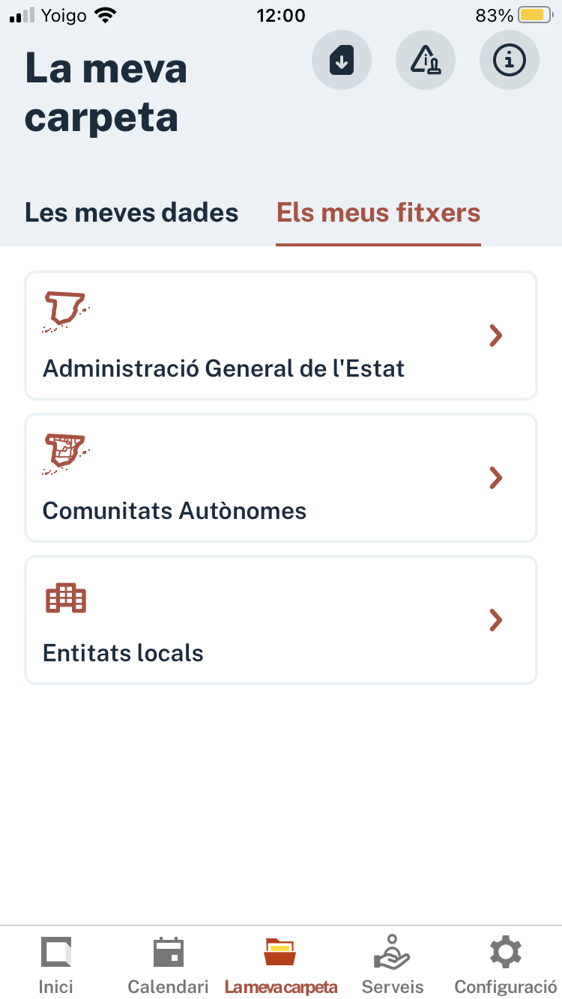 Yoigo 12:00 83%
La meva
carpeta
Les meves dades Els meus fitxers
Administració General de l'Estat
Comunitats Autònomes
Entitats locals
Inici Calendari La meva carpeta Serveis Configuració